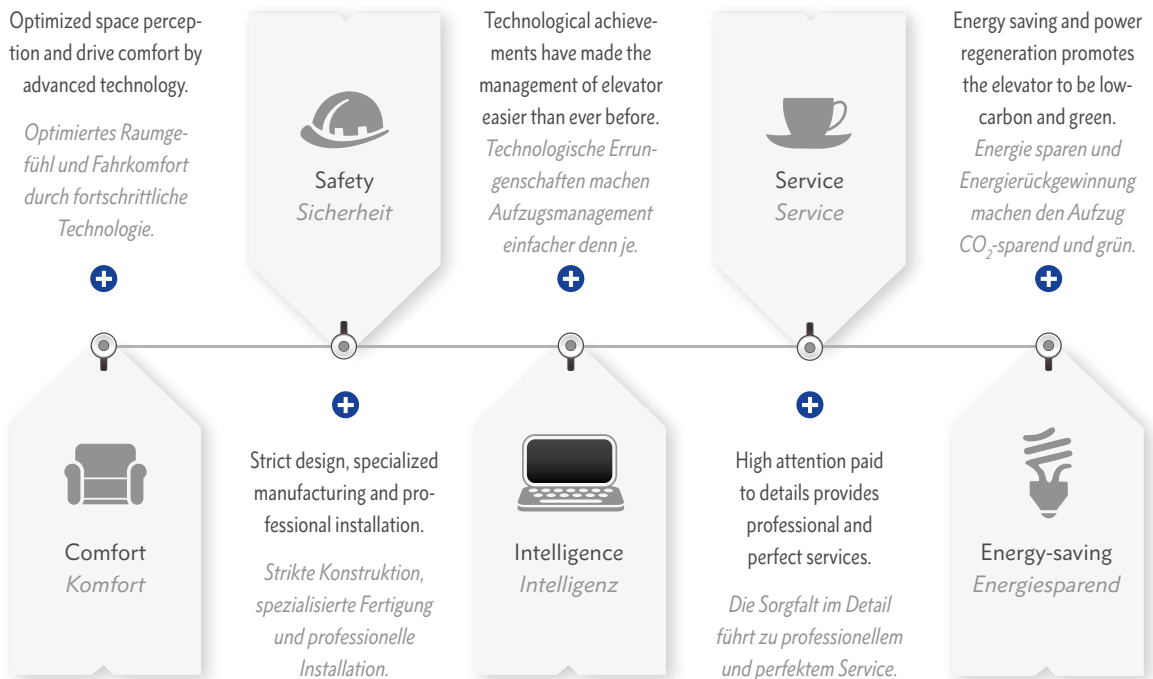 Optimized space percep-
tion and drive comfort by
advanced technology.
Optimiertes Raumge-
fühl und Fahrkomfort
durch fortschrittliche
Technologie.
Comfort
Komfort
Safety
Sicherheit
Strict design, specialized
manufacturing and pro-
fessional installation.
Strikte Konstruktion,
spezialisierte Fertigung
und professionelle
Installation.
Technological achieve-
ments have made the
management of elevator
easier than ever before.
Technologische Errun-
genschaften machen
Aufzugsmanagement
einfacher denn je.
Intelligence
Intelligenz
Service
Service
High attention paid
to details provides
professional and
perfect services.
Die Sorgfalt im Detail
führt zu professionellem
und perfektem Service.
Energy saving and power
regeneration promotes
the elevator to be low-
carbon and green.
Energie sparen und
Energierückgewinnung
machen den Aufzug
CO₂-sparend und grün.
Energy-saving
Energiesparend